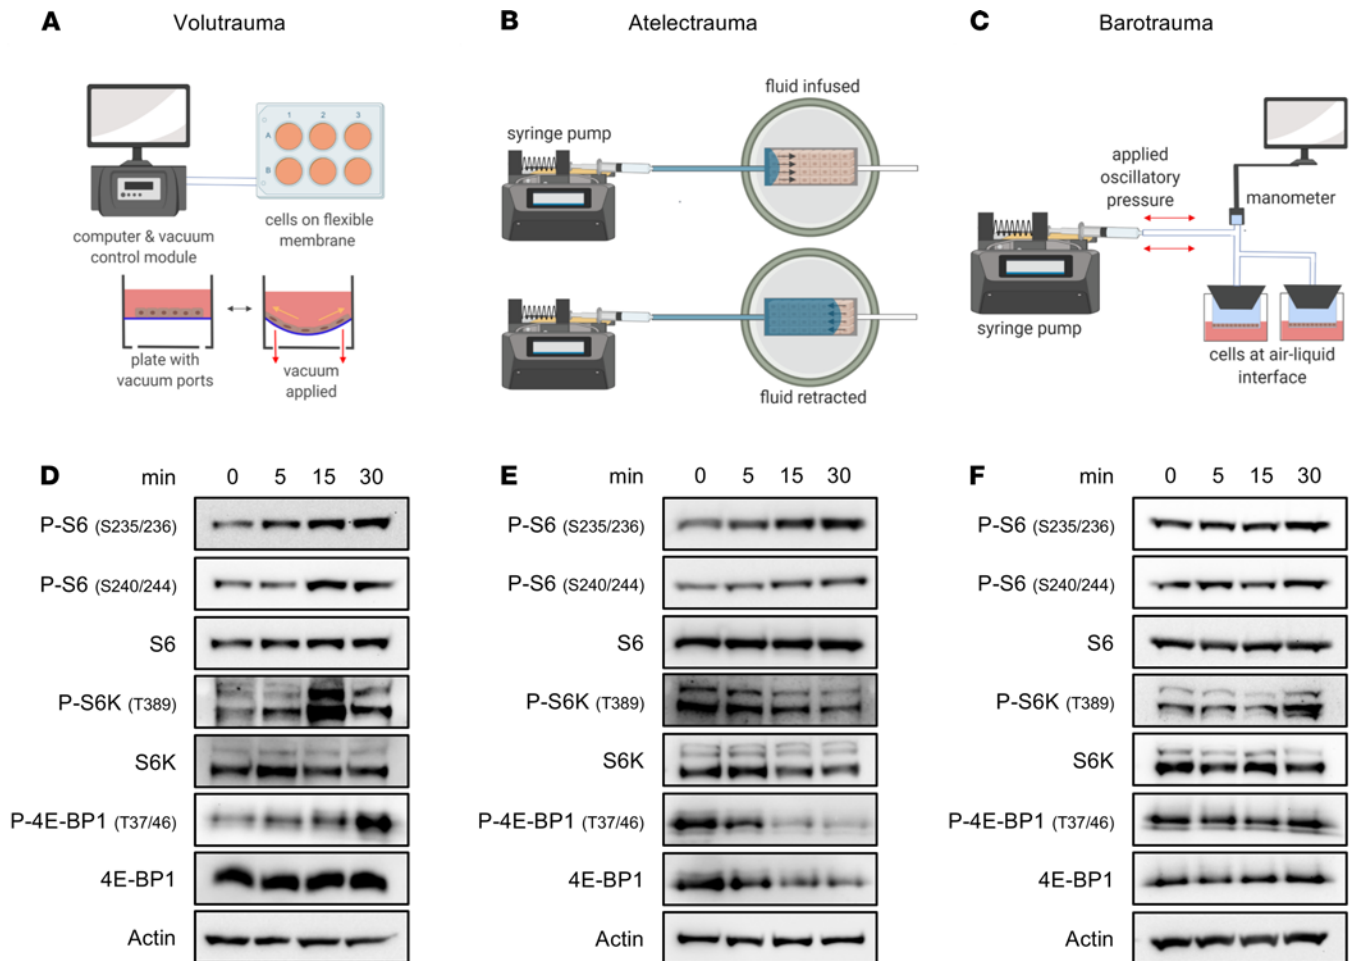 A Volutrauma
computer & vacuum
control module
1 2 3
A
B
cells on flexible
membrane
plate with
vacuum ports
vacuum
applied
B Atelectrauma
syringe pump
fluid infused
fluid retracted
C Barotrauma
applied
oscillatory
pressure
manometer
syringe pump
cells at air-liquid
interface
D min 0 5 15 30
P-S6 (S235/236)
P-S6 (S240/244)
S6
P-S6K (T389)
S6K
P-4E-BP1 (T37/46)
4E-BP1
Actin
E min 0 5 15 30
P-S6 (S235/236)
P-S6 (S240/244)
S6
P-S6K (T389)
S6K
P-4E-BP1 (T37/46)
4E-BP1
Actin
F min 0 5 15 30
P-S6 (S235/236)
P-S6 (S240/244)
S6
P-S6K (T389)
S6K
P-4E-BP1 (T37/46)
4E-BP1
Actin